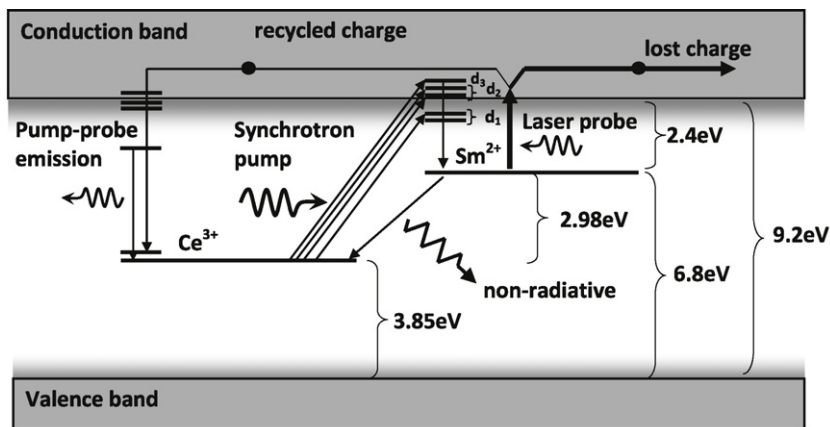 Conduction band
recycled charge
lost charge
d₃
d₂
d₁
Pump-probe
emission
Synchrotron
pump
Laser probe
Sm²⁺
2.4eV
Ce³⁺
2.98eV
9.2eV
non-radiative
6.8eV
3.85eV
Valence band